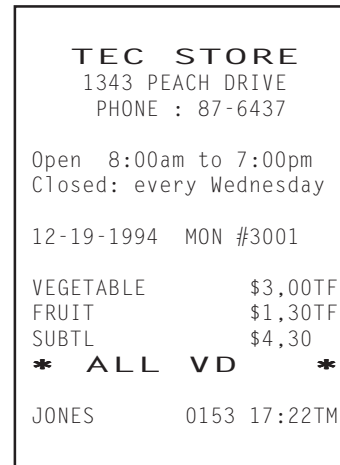 TEC STORE
1343 PEACH DRIVE
PHONE : 87-6437
Open 8:00am to 7:00pm
Closed: every Wednesday
12-19-1994 MON #3001
VEGETABLE $3,00TF
FRUIT $1,30TF
SUBTL $4,30
* ALL VD *
JONES 0153 17:22TM